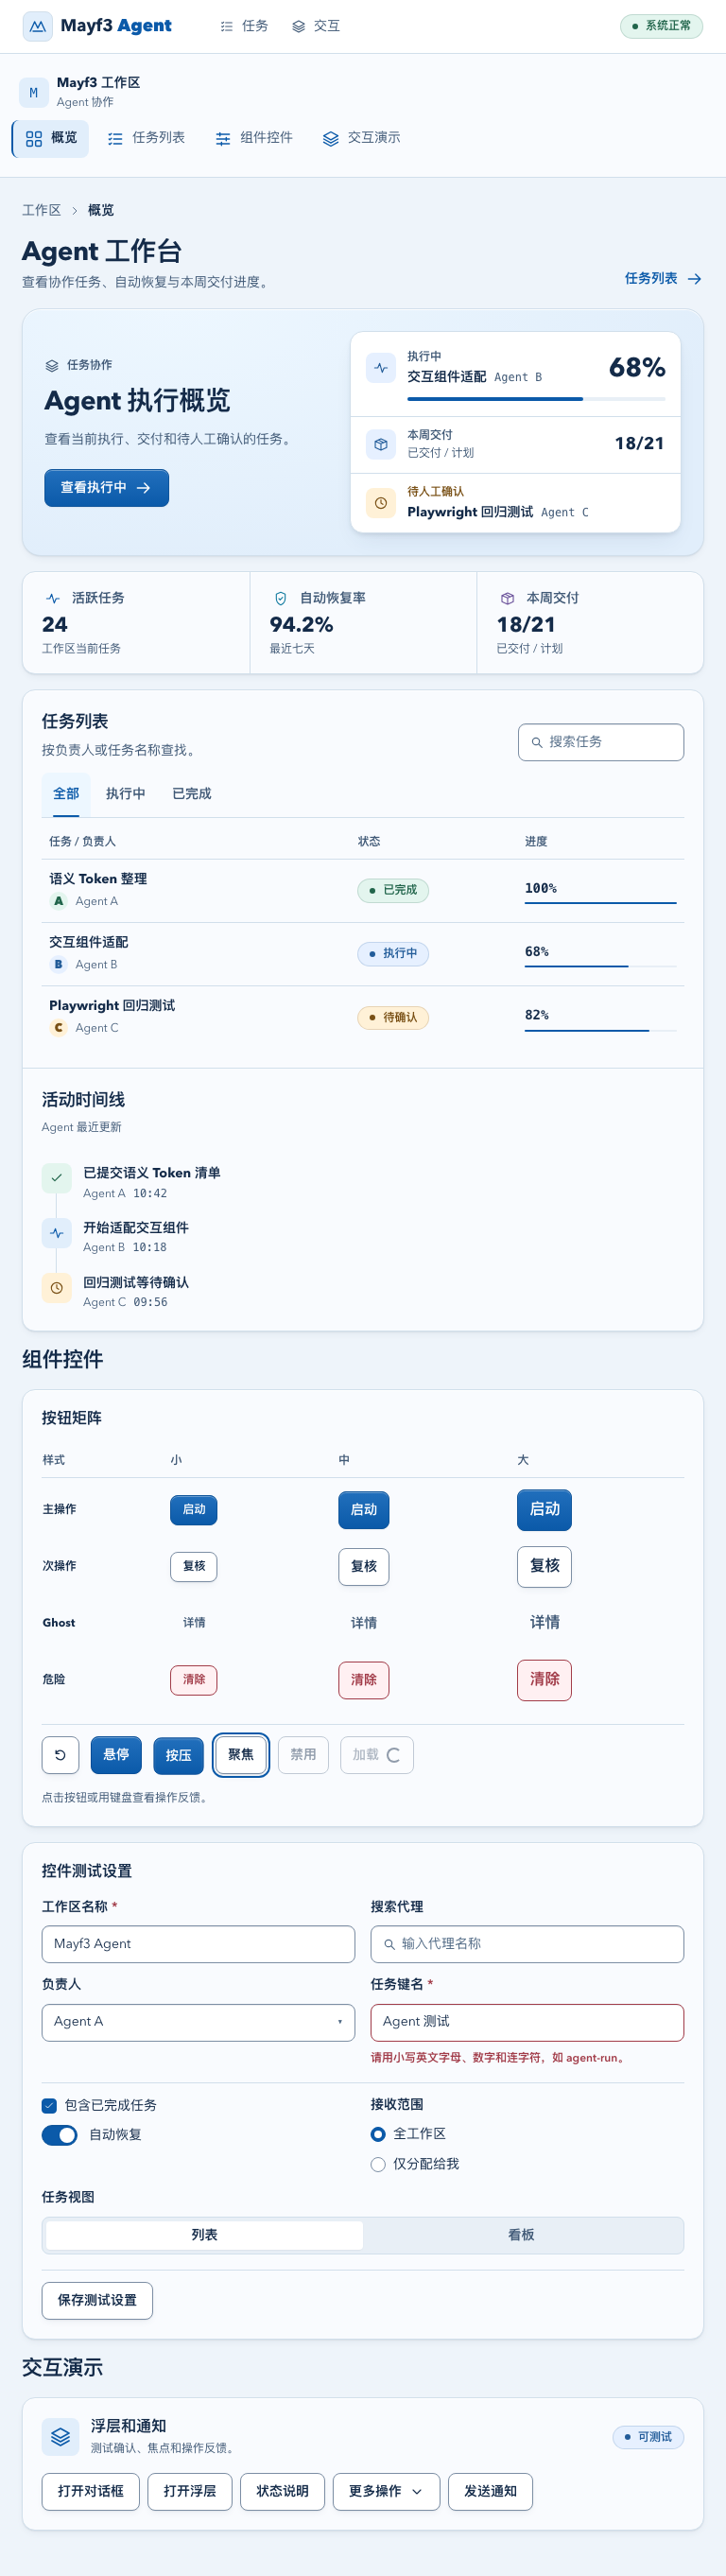 Mayf3 Agent
任务
交互
系统正常
M
Mayf3 工作区
Agent 协作
概览
任务列表
组件控件
交互演示
工作区 > 概览
Agent 工作台
查看协作任务、自动恢复与本周交付进度。
任务列表
任务协作
Agent 执行概览
查看当前执行、交付和待人工确认的任务。
查看执行中
执行中
交互组件适配 Agent B
68%
本周交付
已交付 / 计划
18/21
待人工确认
Playwright 回归测试 Agent C
活跃任务
24
工作区当前任务
自动恢复率
94.2%
最近七天
本周交付
18/21
已交付 / 计划
任务列表
按负责人或任务名称查找。
搜索任务
全部
执行中
已完成
任务 / 负责人
状态
进度
语义 Token 整理
A Agent A
已完成
100%
交互组件适配
B Agent B
执行中
68%
Playwright 回归测试
C Agent C
待确认
82%
活动时间线
Agent 最近更新
已提交语义 Token 清单
Agent A 10:42
开始适配交互组件
Agent B 10:18
回归测试等待确认
Agent C 09:56
组件控件
按钮矩阵
样式
小
中
大
主操作
启动
启动
启动
次操作
复核
复核
复核
Ghost
详情
详情
详情
危险
清除
清除
清除
悬停
按压
聚焦
禁用
加载
点击按钮或用键盘查看操作反馈。
控件测试设置
工作区名称 *
Mayf3 Agent
搜索代理
输入代理名称
负责人
Agent A
任务键名 *
Agent 测试
请用小写英文字母、数字和连字符，如 agent-run。
包含已完成任务
自动恢复
接收范围
全工作区
仅分配给我
任务视图
列表
看板
保存测试设置
交互演示
浮层和通知
测试确认、焦点和操作反馈。
可测试
打开对话框
打开浮层
状态说明
更多操作
发送通知